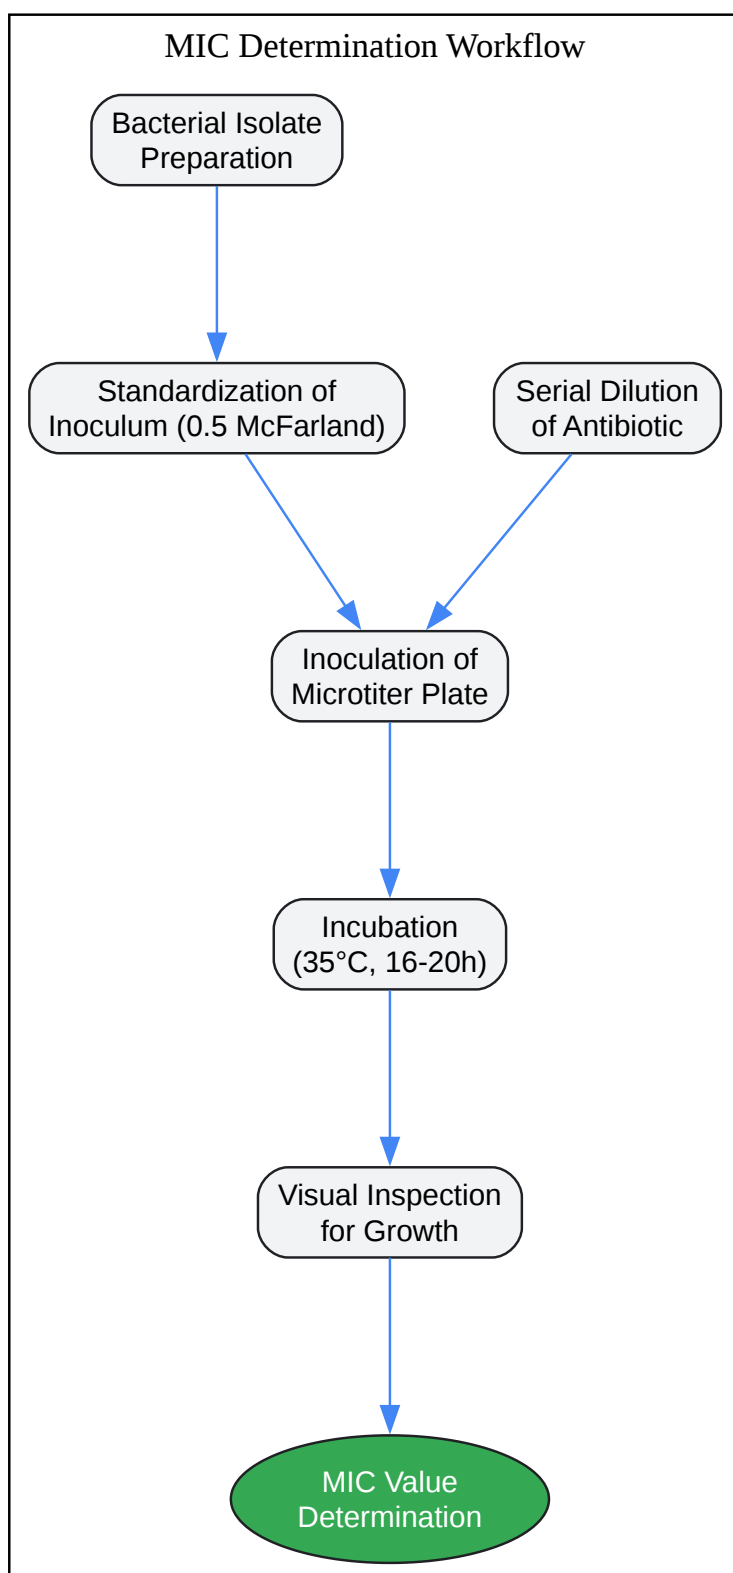 MIC Determination Workflow
Bacterial Isolate
Preparation
Standardization of
Inoculum (0.5 McFarland)
Serial Dilution
of Antibiotic
Inoculation of
Microtiter Plate
Incubation
(35°C, 16-20h)
Visual Inspection
for Growth
MIC Value
Determination